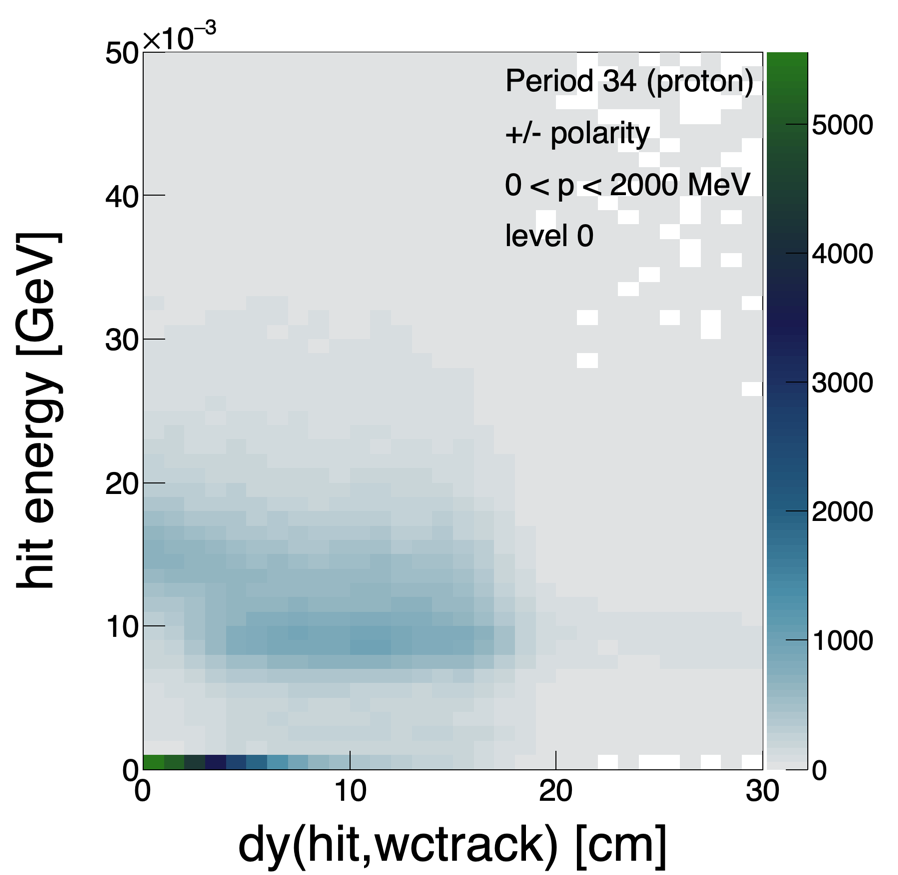 50 ×10⁻³
Period 34 (proton)
+/- polarity
0 < p < 2000 MeV
level 0
40
30
20
10
0
hit energy [GeV]
0 10 20 30
dy(hit,wctrack) [cm]
5000
4000
3000
2000
1000
0